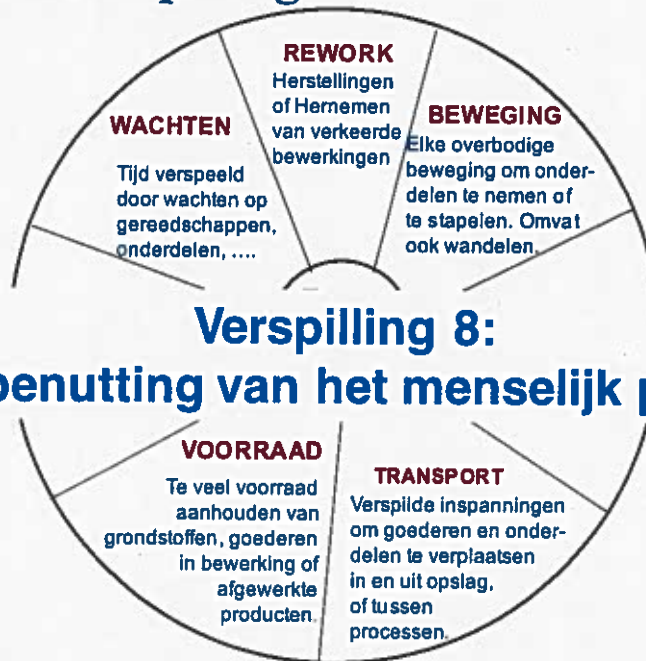 REWORK
Herstellingen
of Hernemen
van verkeerde
bewerkingen
WACHTEN
Tijd verspeeld
door wachten op
gereedschappen,
onderdelen, ....
BEWEGING
Elke overbodige
beweging om onder-
delen te nemen of
te stapelen. Omvat
ook wandelen.
Verspilling 8:
benutting van het menselijk p
VOORRAAD
Te veel voorraad
aanhouden van
grondstoffen, goederen
in bewerking of
afgewerkte
producten.
TRANSPORT
Verspilde inspanningen
om goederen en onder-
delen te verplaatsen
in en uit opslag,
of tussen
processen.